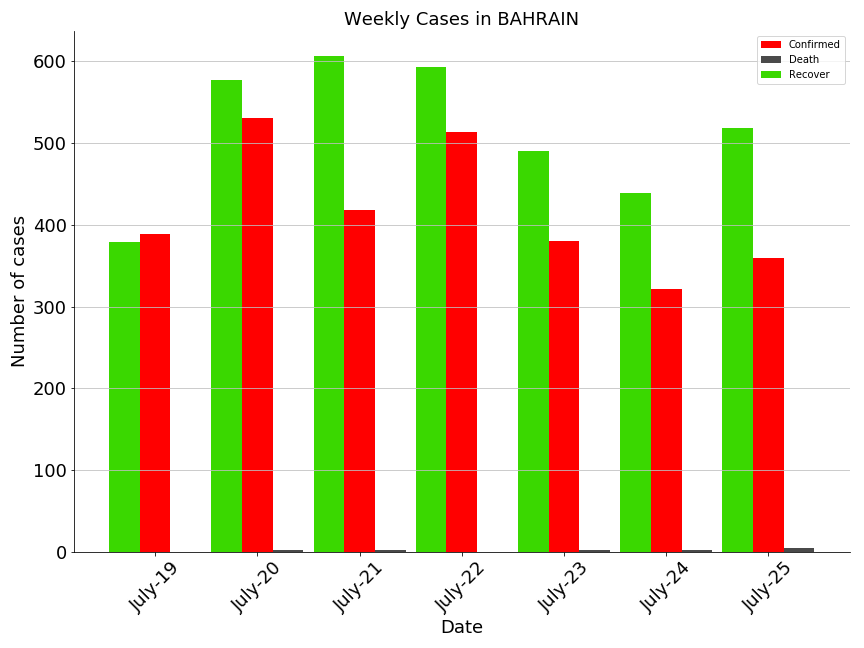 Weekly Cases in BAHRAIN
Confirmed
Death
Recover
Number of cases
600
500
400
300
200
100
0
July-19
July-20
July-21
July-22
July-23
July-24
July-25
Date